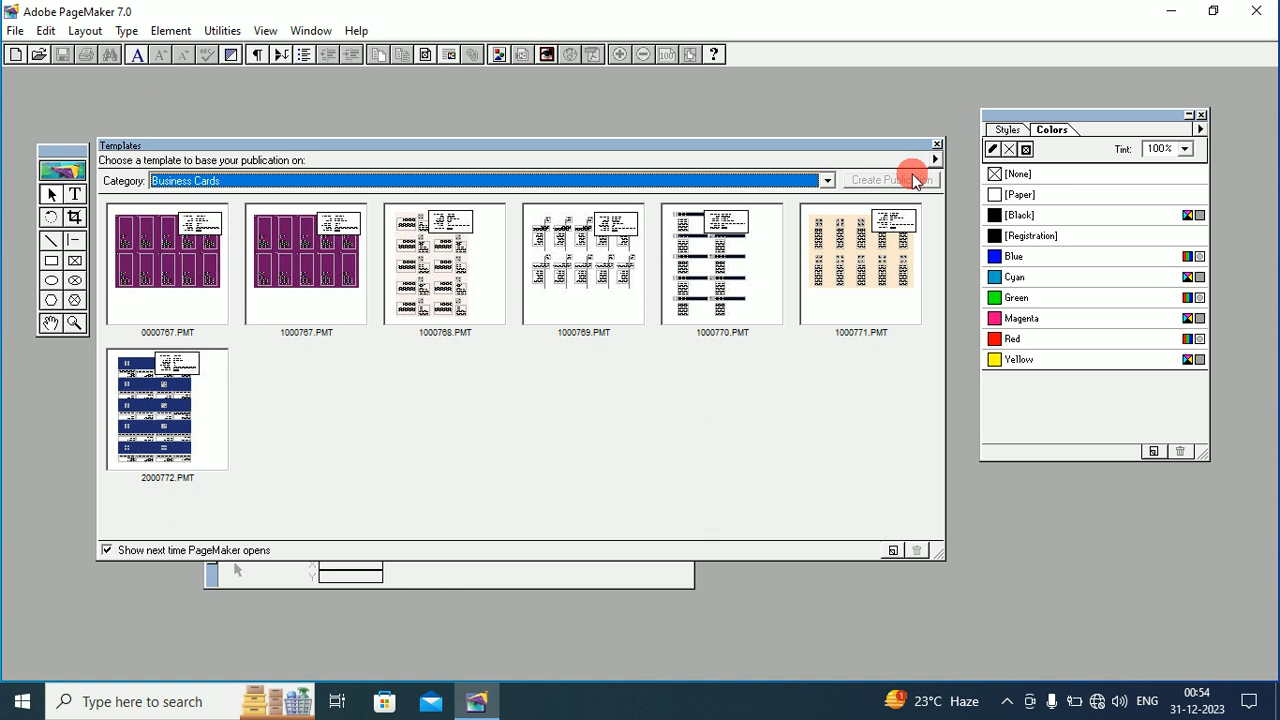 Adobe PageMaker 7.0
File Edit Layout Type Element Utilities View Window Help
Templates
Choose a template to base your publication on:
Category: Business Cards Create Publication
0000767.PMT 1000767.PMT 1000768.PMT 1000769.PMT 1000770.PMT 1000771.PMT
2000772.PMT
Show next time PageMaker opens
X
Y
Styles Colors
Tint: 100%
[None]
[Paper]
[Black]
[Registration]
Blue
Cyan
Green
Magenta
Red
Yellow
Type here to search
1 23°C Haze ENG 00:54
31-12-2023